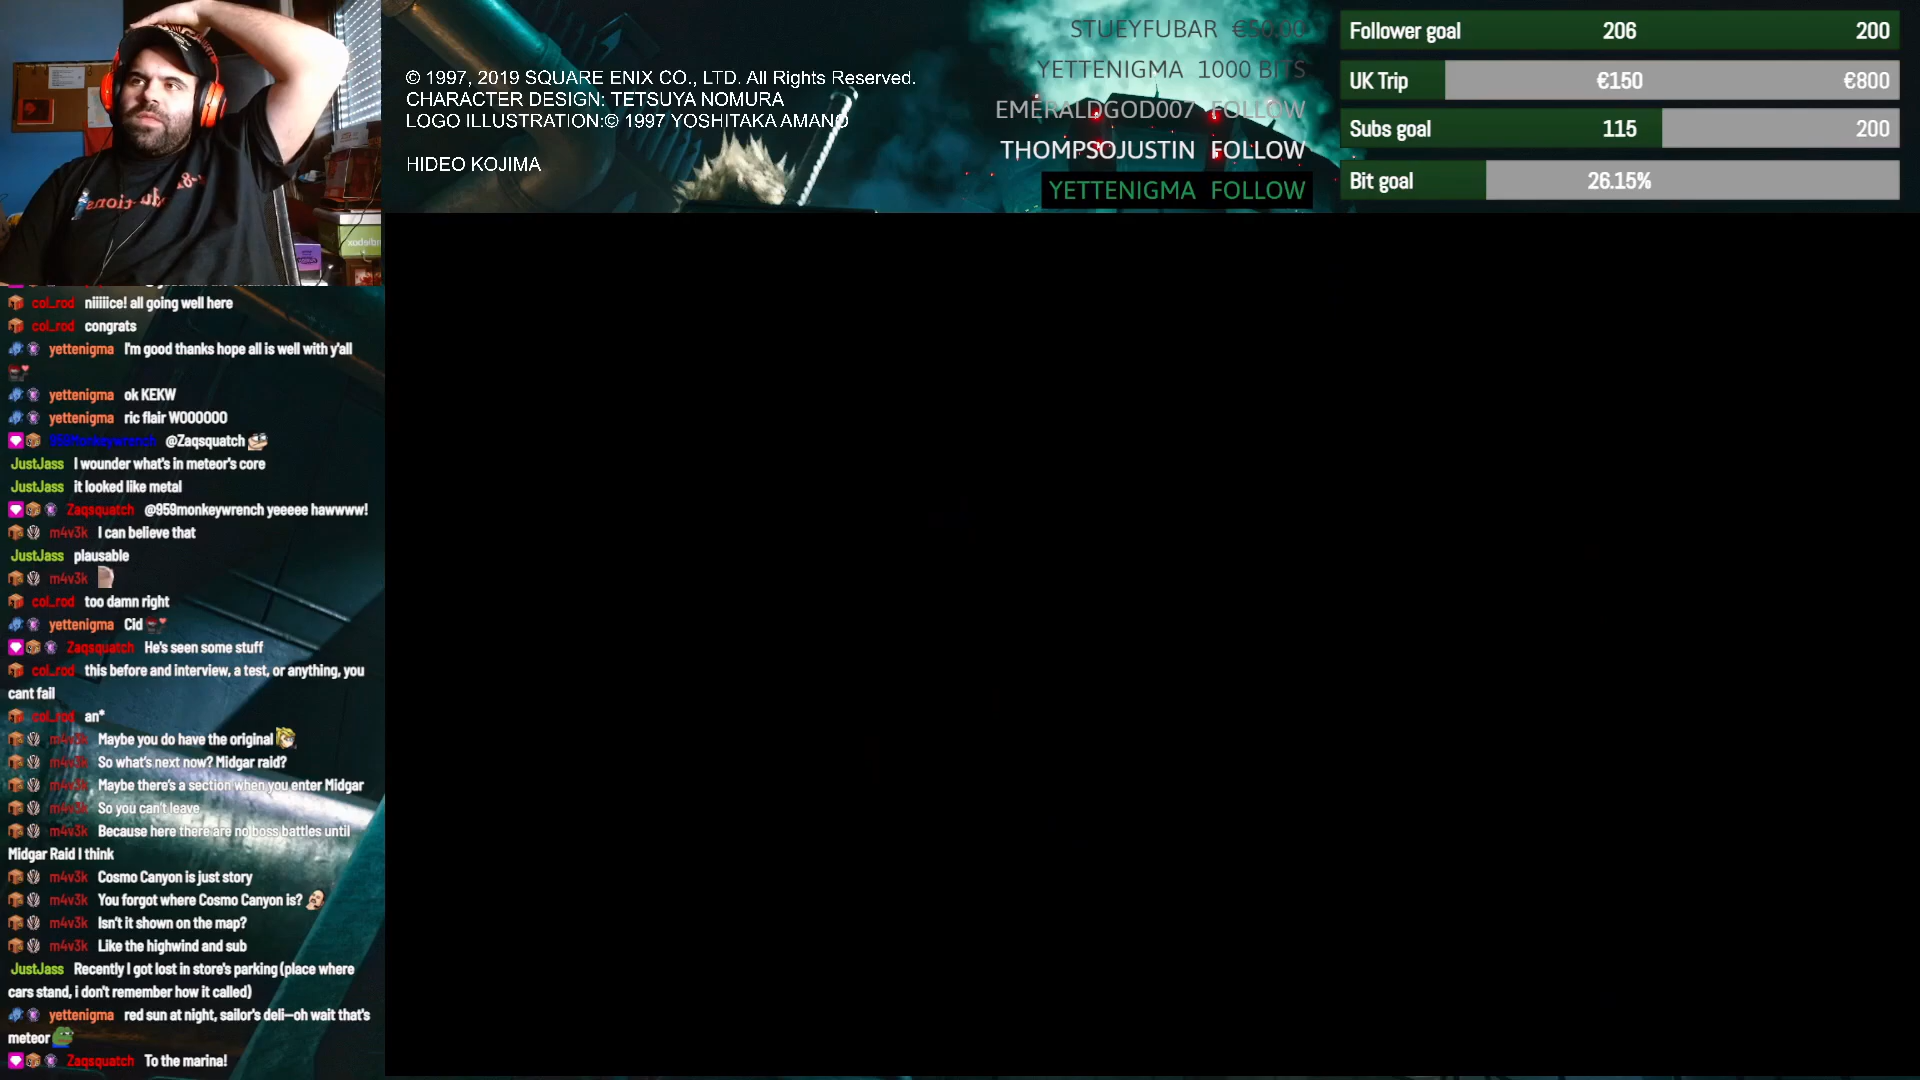 © 1997, 2019 SQUARE ENIX CO., LTD. All Rights Reserved.
CHARACTER DESIGN: TETSUYA NOMURA
LOGO ILLUSTRATION:© 1997 YOSHITAKA AMANO
HIDEO KOJIMA
STUEYFUBAR €50.00
YETTENIGMA 1000 BITS
EMERALDGOD007 FOLLOW
THOMPSOJUSTIN FOLLOW
YETTENIGMA FOLLOW
Follower goal 206 200
UK Trip €150 €800
Subs goal 115 200
Bit goal 26.15%
col_rod niiiiice! all going well here
col_rod congrats
yettenigma I'm good thanks hope all is well with y'all
yettenigma ok KEKW
yettenigma ric flair WOOOOOO
959Monkeywrench @Zaqsquatch
JustJass I wounder what's in meteor's core
JustJass it looked like metal
Zaqsquatch @959monkeywrench yeeeee hawwww!
m4v3k I can believe that
JustJass plausable
m4v3k
col_rod too damn right
yettenigma Cid
Zaqsquatch He's seen some stuff
col_rod this before and interview, a test, or anything, you
cant fail
col_rod an*
m4v3k Maybe you do have the original
m4v3k So what's next now? Midgar raid?
m4v3k Maybe there's a section when you enter Midgar
m4v3k So you can't leave
m4v3k Because here there are no boss battles until
Midgar Raid I think
m4v3k Cosmo Canyon is just story
m4v3k You forgot where Cosmo Canyon is?
m4v3k Isn't it shown on the map?
m4v3k Like the highwind and sub
JustJass Recently I got lost in store's parking (place where
cars stand, i don't remember how it called)
yettenigma red sun at night, sailor's deli—oh wait that's
meteor
Zaqsquatch To the marina!